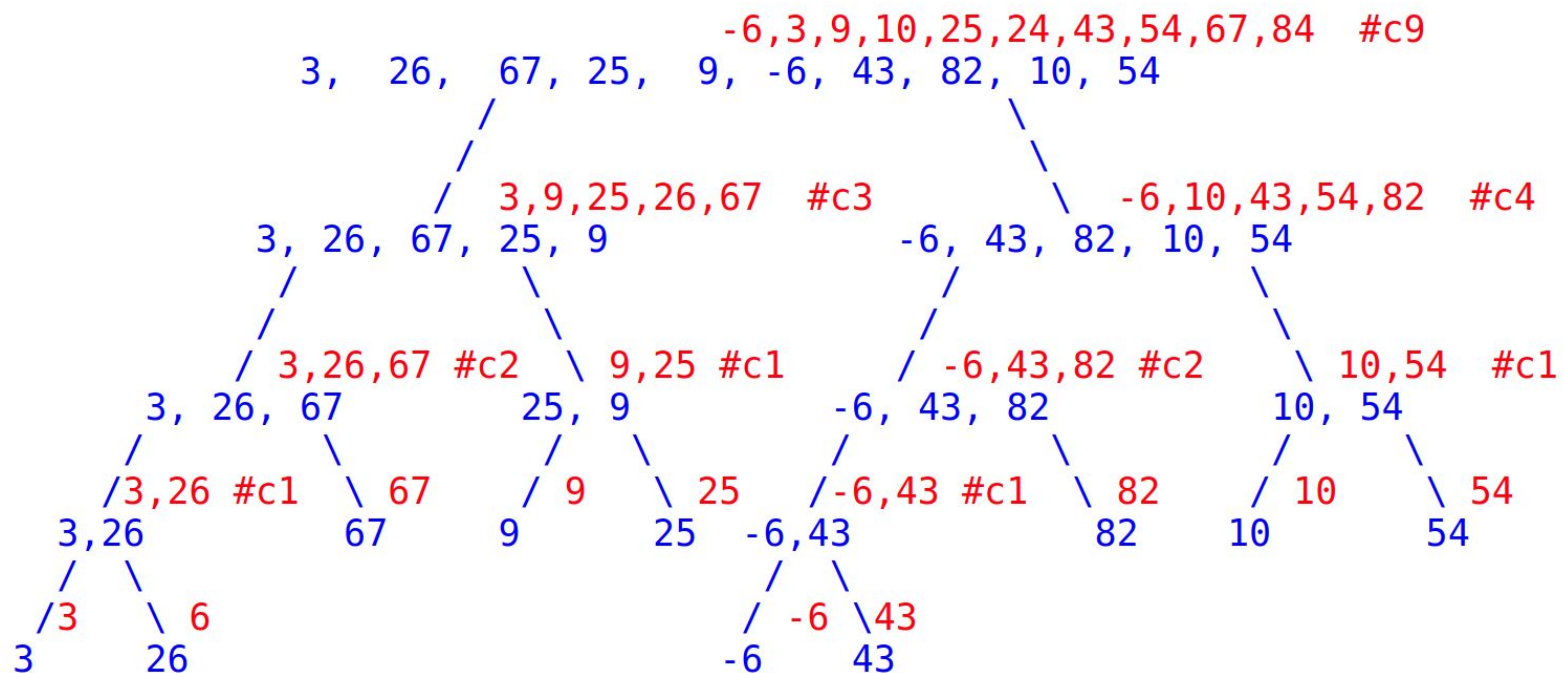 -6,3,9,10,25,24,43,54,67,84 #c9
3, 26, 67, 25, 9, -6, 43, 82, 10, 54
/ \
/ \
/ 3,9,25,26,67 #c3 \ -6,10,43,54,82 #c4
3, 26, 67, 25, 9 -6, 43, 82, 10, 54
/ \ / \
/ \ / \
/ 3,26,67 #c2 \ 9,25 #c1 / -6,43,82 #c2 \ 10,54 #c1
3, 26, 67 25, 9 -6, 43, 82 10, 54
/ \ / \ / \ / \
/3,26 #c1 \ 67 / 9 \ 25 /-6,43 #c1 \ 82 / 10 \ 54
3,26 67 9 25 -6,43 82 10 54
/ \ / \
/3 \ 6 / -6 \43
3 26 -6 43